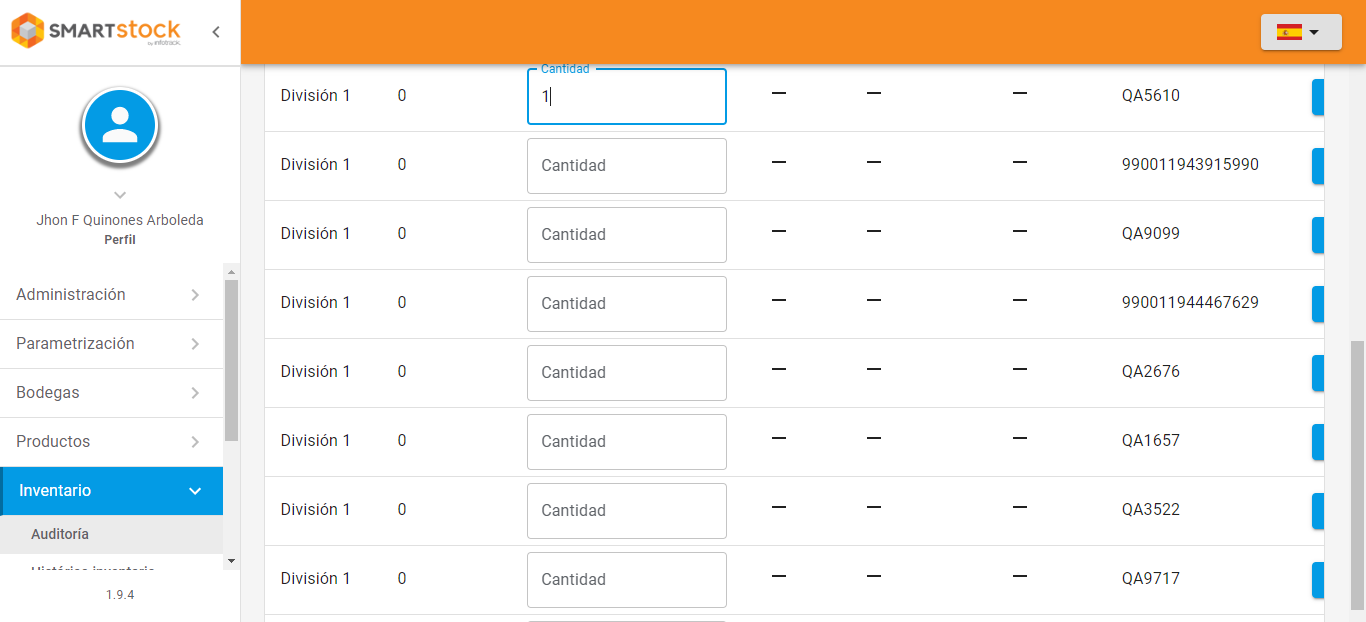 SMARTstock
by infotrack.
Jhon F Quinones Arboleda
Perfil
Administración
Parametrización
Bodegas
Productos
Inventario
Auditoría
Histórico inventario
1.9.4
Cantidad
División 1 0 1 — — — QA5610
División 1 0 Cantidad — — — 990011943915990
División 1 0 Cantidad — — — QA9099
División 1 0 Cantidad — — — 990011944467629
División 1 0 Cantidad — — — QA2676
División 1 0 Cantidad — — — QA1657
División 1 0 Cantidad — — — QA3522
División 1 0 Cantidad — — — QA9717